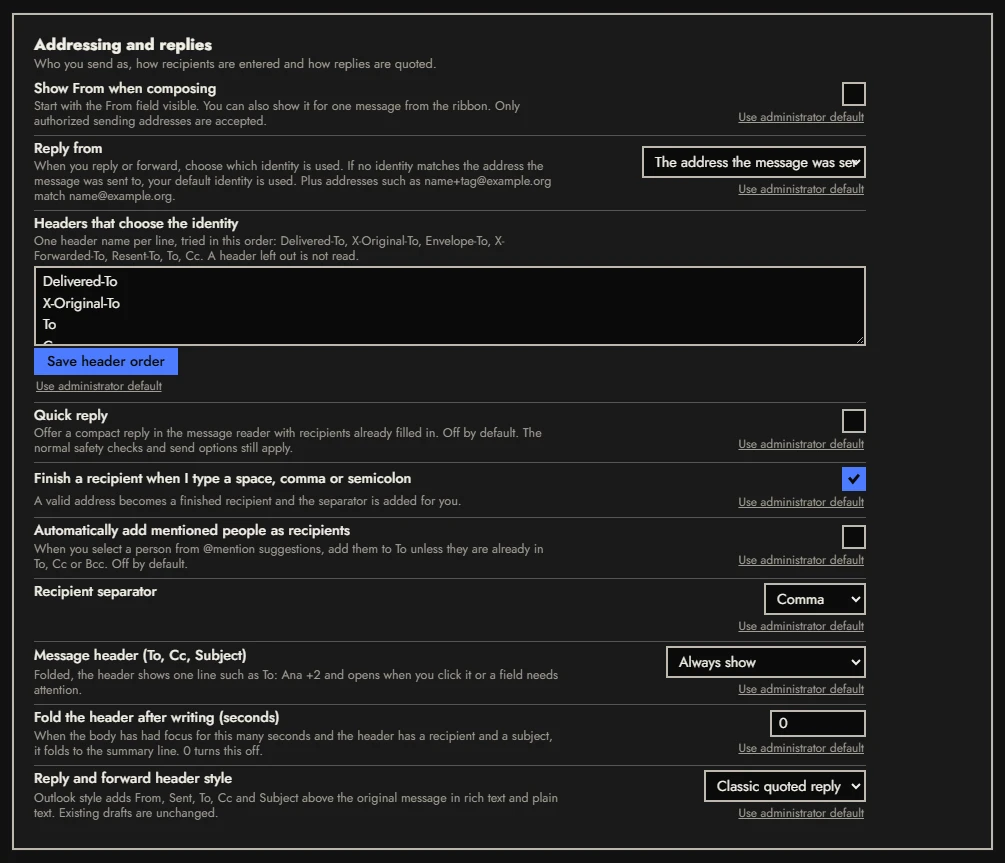 Addressing and replies
Who you send as, how recipients are entered and how replies are quoted.
Show From when composing
Start with the From field visible. You can also show it for one message from the ribbon. Only
authorized sending addresses are accepted.
Use administrator default
Reply from
When you reply or forward, choose which identity is used. If no identity matches the address the
message was sent to, your default identity is used. Plus addresses such as name+tag@example.org
match name@example.org.
The address the message was
Use administrator default
Headers that choose the identity
One header name per line, tried in this order: Delivered-To, X-Original-To, Envelope-To, X-
Forwarded-To, Resent-To, To, Cc. A header left out is not read.
Delivered-To
X-Original-To
To
Save header order
Use administrator default
Quick reply
Offer a compact reply in the message reader with recipients already filled in. Off by default. The
normal safety checks and send options still apply.
Use administrator default
Finish a recipient when I type a space, comma or semicolon
A valid address becomes a finished recipient and the separator is added for you.
Use administrator default
Automatically add mentioned people as recipients
When you select a person from @mention suggestions, add them to To unless they are already in
To, Cc or Bcc. Off by default.
Use administrator default
Recipient separator
Comma
Use administrator default
Message header (To, Cc, Subject)
Folded, the header shows one line such as To: Ana +2 and opens when you click it or a field needs
attention.
Always show
Use administrator default
Fold the header after writing (seconds)
When the body has had focus for this many seconds and the header has a recipient and a subject,
it folds to the summary line. 0 turns this off.
0
Use administrator default
Reply and forward header style
Outlook style adds From, Sent, To, Cc and Subject above the original message in rich text and plain
text. Existing drafts are unchanged.
Classic quoted reply
Use administrator default